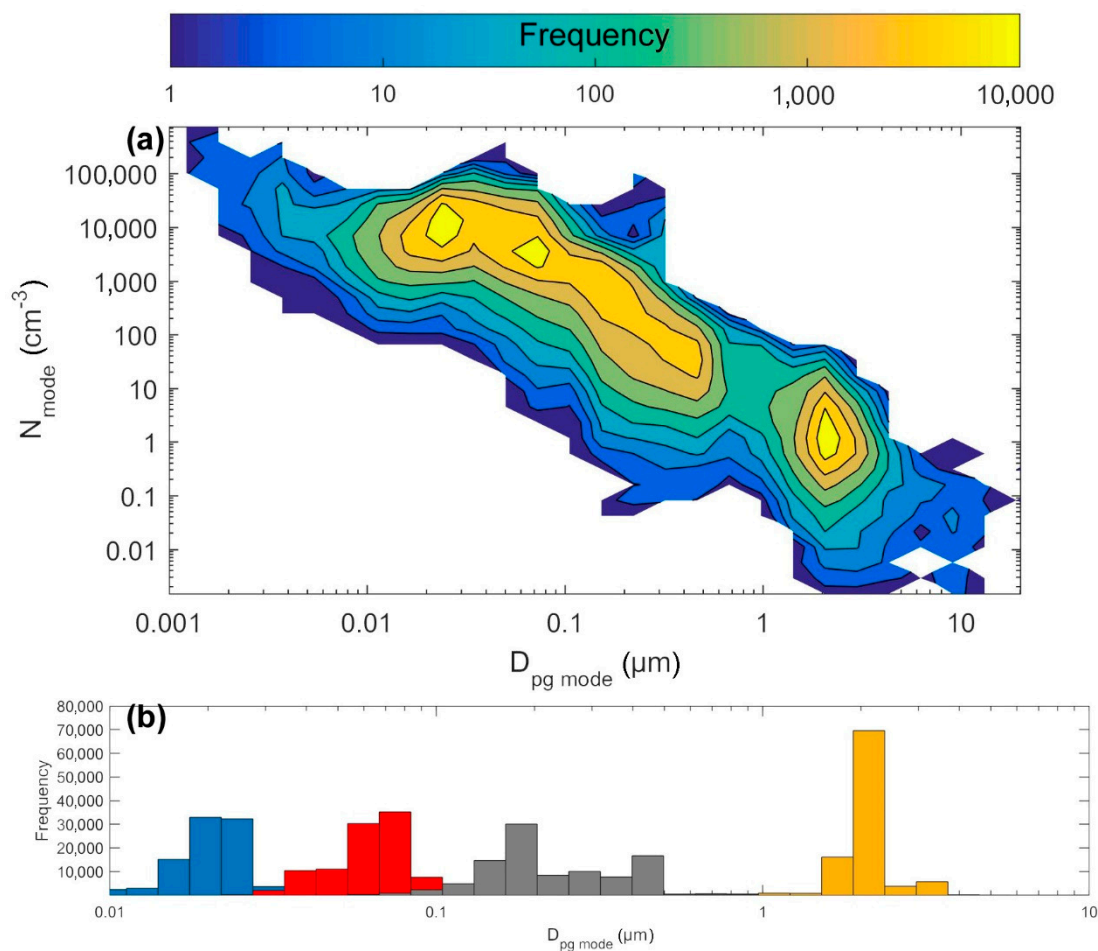 Frequency
1 10 100 1,000 10,000
(a)
100,000
10,000
1,000
100
10
1
0.1
0.01
N mode (cm-3)
0.001 0.01 0.1 1 10
D pg mode (µm)
(b)
80,000
70,000
60,000
50,000
40,000
30,000
20,000
10,000
Frequency
0.01 0.1 1 10
D pg mode (µm)